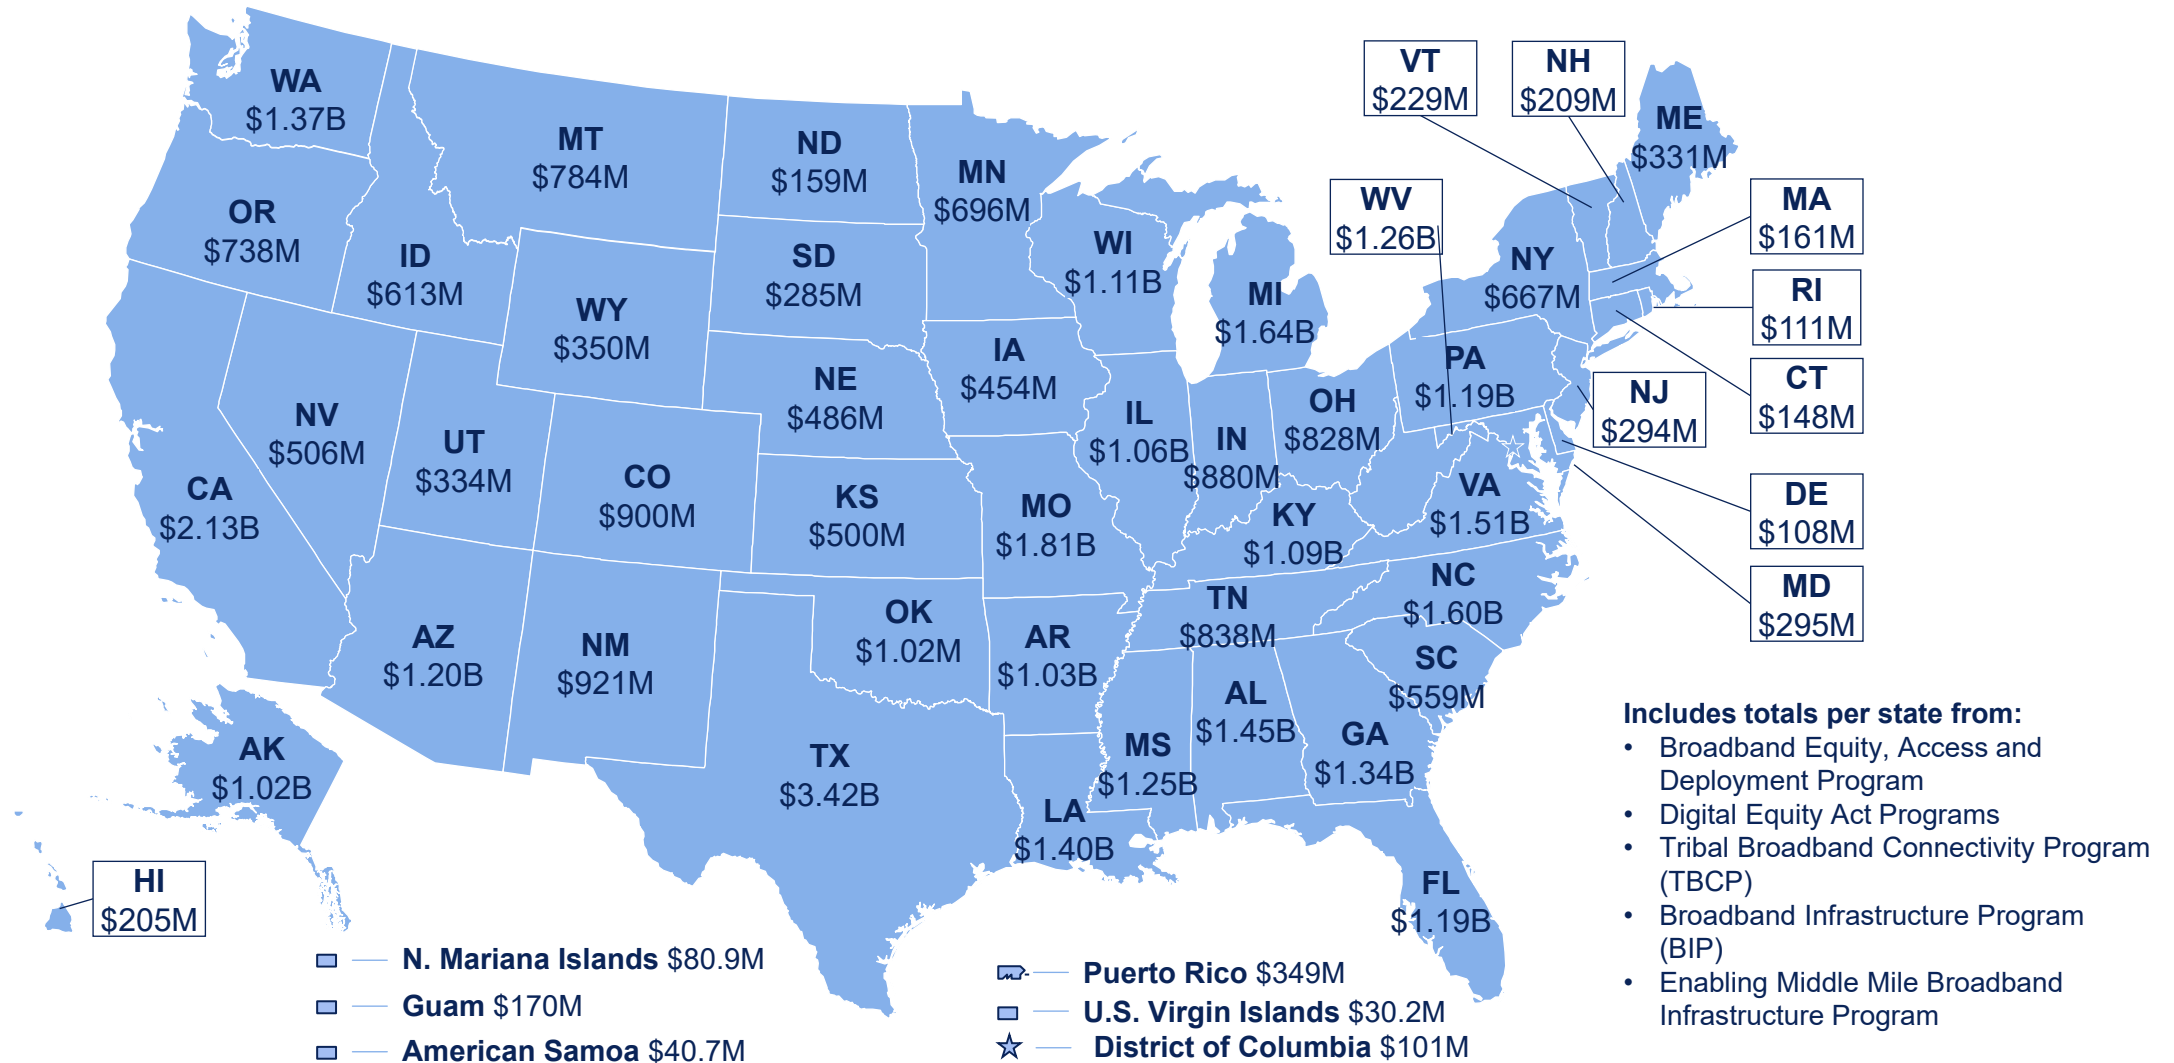 WA
$1.37B
OR
$738M
CA
$2.13B
NV
$506M
ID
$613M
MT
$784M
WY
$350M
UT
$334M
AZ
$1.20B
CO
$900M
NM
$921M
ND
$159M
SD
$285M
NE
$486M
KS
$500M
OK
$1.02M
TX
$3.42B
MN
$696M
IA
$454M
MO
$1.81B
AR
$1.03B
LA
$1.40B
WI
$1.11B
IL
$1.06B
MI
$1.64B
IN
$880M
OH
$828M
KY
$1.09B
TN
$838M
MS
$1.25B
AL
$1.45B
GA
$1.34B
FL
$1.19B
SC
$559M
NC
$1.60B
VA
$1.51B
WV
$1.26B
PA
$1.19B
NY
$667M
VT
$229M
NH
$209M
ME
$331M
MA
$161M
RI
$111M
CT
$148M
NJ
$294M
DE
$108M
MD
$295M
AK
$1.02B
HI
$205M
N. Mariana Islands $80.9M
Guam $170M
American Samoa $40.7M
Puerto Rico $349M
U.S. Virgin Islands $30.2M
District of Columbia $101M
Includes totals per state from:
• Broadband Equity, Access and
Deployment Program
• Digital Equity Act Programs
• Tribal Broadband Connectivity Program
(TBCP)
• Broadband Infrastructure Program
(BIP)
• Enabling Middle Mile Broadband
Infrastructure Program